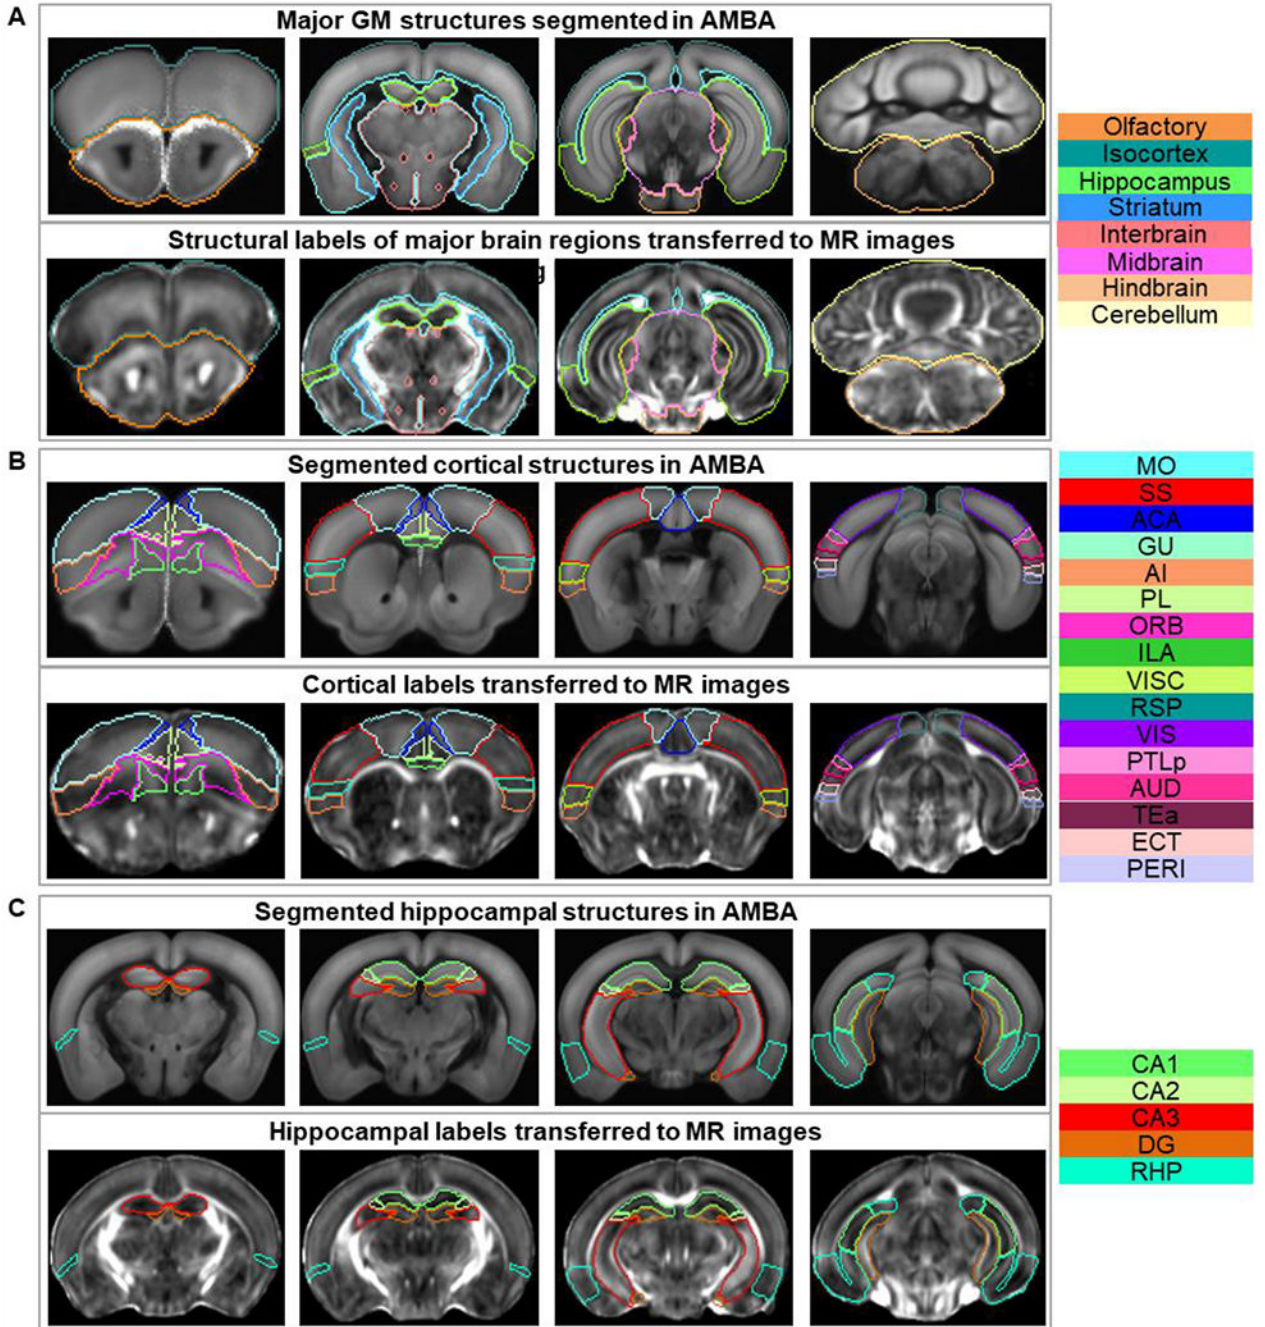 A
Major GM structures segmented in AMBA
Olfactory
Isocortex
Hippocampus
Striatum
Interbrain
Midbrain
Hindbrain
Cerebellum
Structural labels of major brain regions transferred to MR images
g
B
Segmented cortical structures in AMBA
MO
SS
ACA
GU
AI
PL
ORB
ILA
VISC
RSP
VIS
PTLp
AUD
TEa
ECT
PERI
Cortical labels transferred to MR images
C
Segmented hippocampal structures in AMBA
CA1
CA2
CA3
DG
RHP
Hippocampal labels transferred to MR images